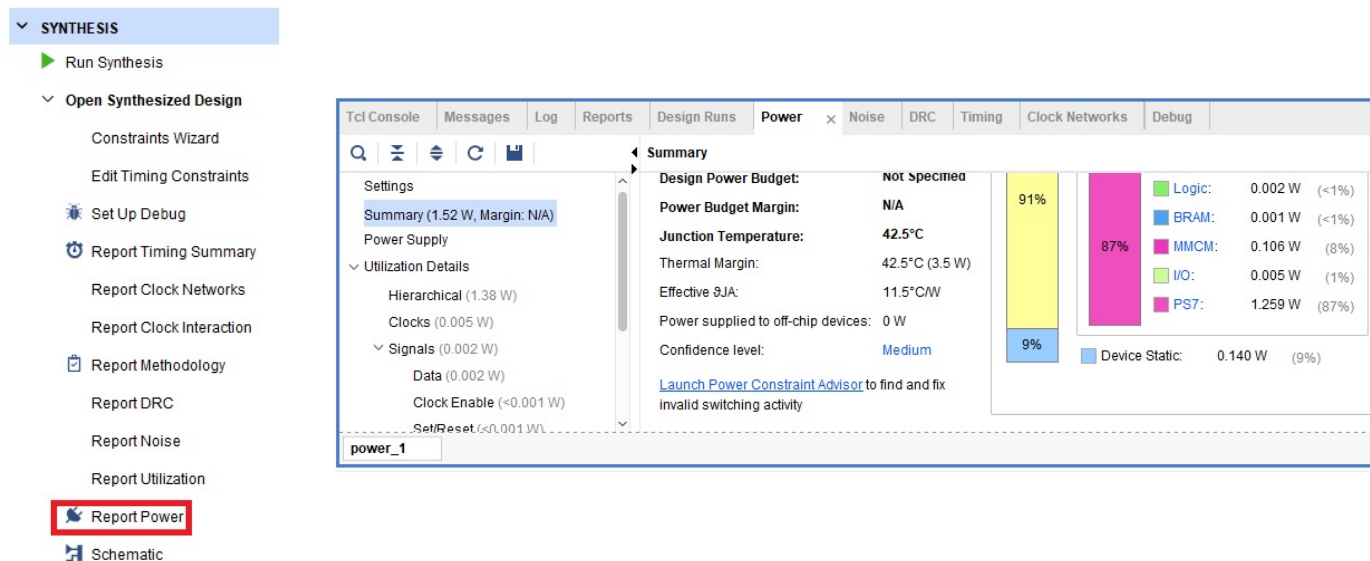 SYNTHESIS
Run Synthesis
Open Synthesized Design
Constraints Wizard
Edit Timing Constraints
Set Up Debug
Report Timing Summary
Report Clock Networks
Report Clock Interaction
Report Methodology
Report DRC
Report Noise
Report Utilization
Report Power
Schematic
Tcl Console Messages Log Reports Design Runs Power × Noise DRC Timing Clock Networks Debug
Settings
Summary (1.52 W, Margin: N/A)
Power Supply
Utilization Details
Hierarchical (1.38 W)
Clocks (0.005 W)
Signals (0.002 W)
Data (0.002 W)
Clock Enable (<0.001 W)
Set/Reset (<0.001 W)
Summary
Design Power Budget: Not Specified
Power Budget Margin: N/A
Junction Temperature: 42.5°C
Thermal Margin: 42.5°C (3.5 W)
Effective ϑJA: 11.5°C/W
Power supplied to off-chip devices: 0 W
Confidence level: Medium
Launch Power Constraint Advisor to find and fix
invalid switching activity
91%
9%
87%
Logic: 0.002 W (<1%)
BRAM: 0.001 W (<1%)
MMCM: 0.106 W (8%)
I/O: 0.005 W (1%)
PS7: 1.259 W (87%)
Device Static: 0.140 W (9%)
power_1